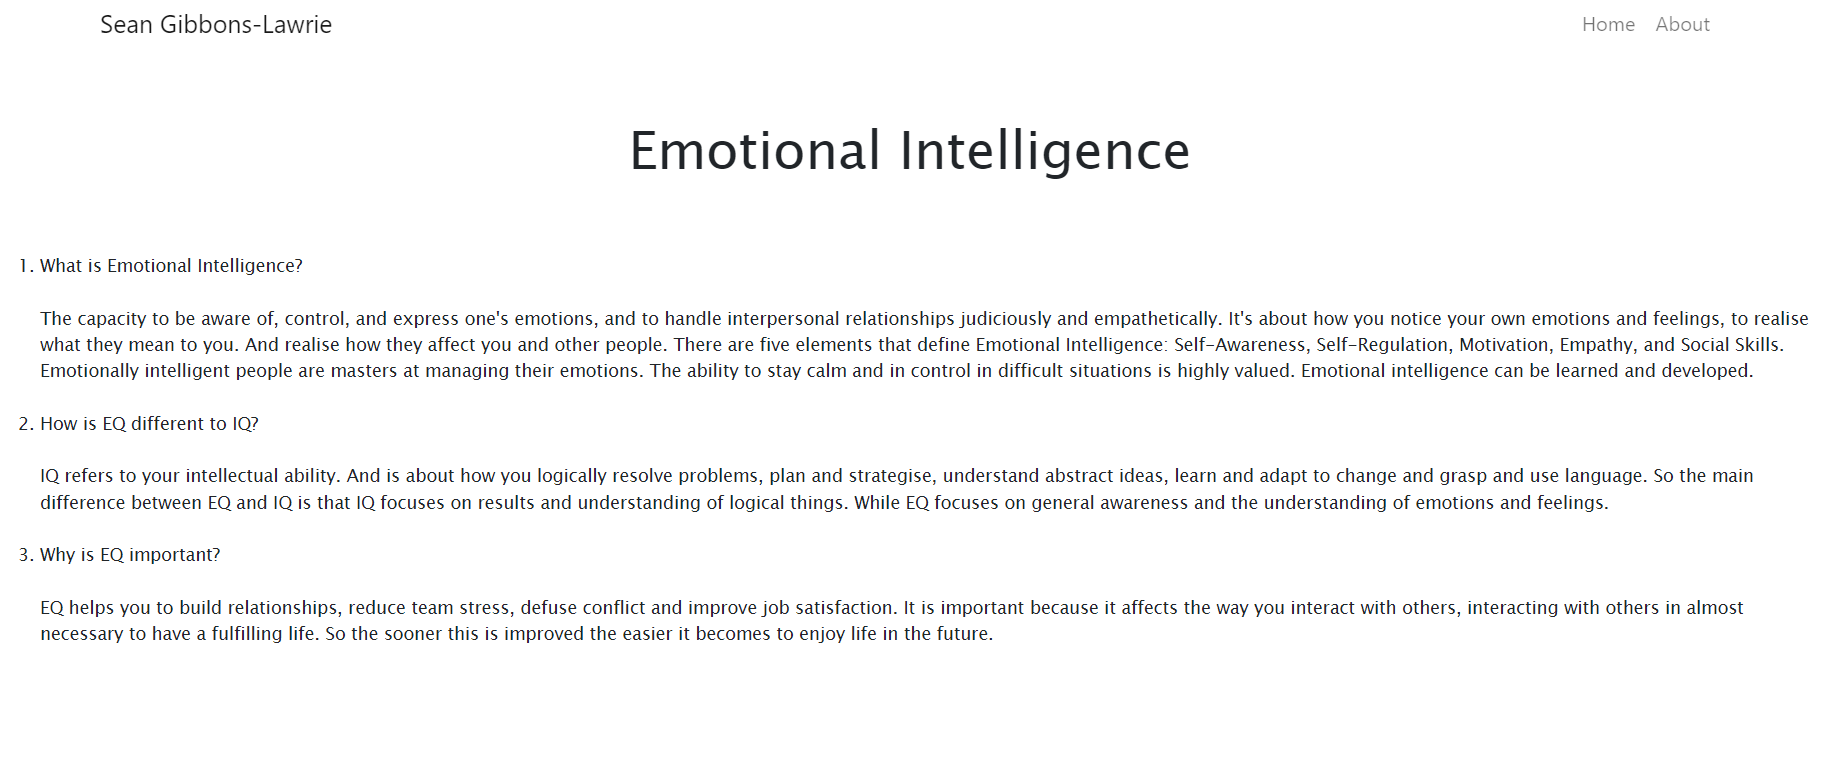 Sean Gibbons-Lawrie
Home About
Emotional Intelligence
1. What is Emotional Intelligence?
The capacity to be aware of, control, and express one's emotions, and to handle interpersonal relationships judiciously and empathetically. It's about how you notice your own emotions and feelings, to realise
what they mean to you. And realise how they affect you and other people. There are five elements that define Emotional Intelligence: Self-Awareness, Self-Regulation, Motivation, Empathy, and Social Skills.
Emotionally intelligent people are masters at managing their emotions. The ability to stay calm and in control in difficult situations is highly valued. Emotional intelligence can be learned and developed.
2. How is EQ different to IQ?
IQ refers to your intellectual ability. And is about how you logically resolve problems, plan and strategise, understand abstract ideas, learn and adapt to change and grasp and use language. So the main
difference between EQ and IQ is that IQ focuses on results and understanding of logical things. While EQ focuses on general awareness and the understanding of emotions and feelings.
3. Why is EQ important?
EQ helps you to build relationships, reduce team stress, defuse conflict and improve job satisfaction. It is important because it affects the way you interact with others, interacting with others in almost
necessary to have a fulfilling life. So the sooner this is improved the easier it becomes to enjoy life in the future.